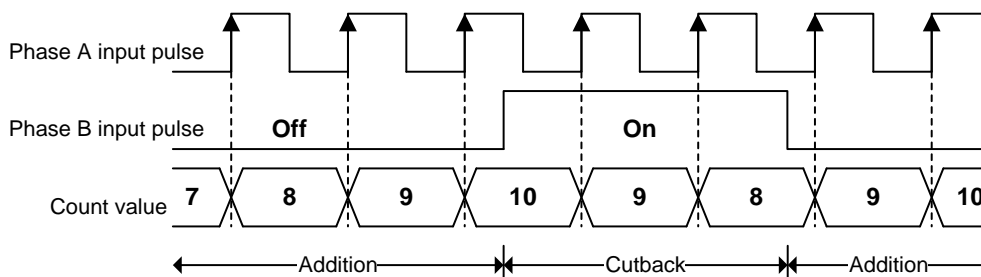 Phase A input pulse
Phase B input pulse
Off
On
Count value
7 8 9 10 9 8 9 10
Addition Cutback Addition